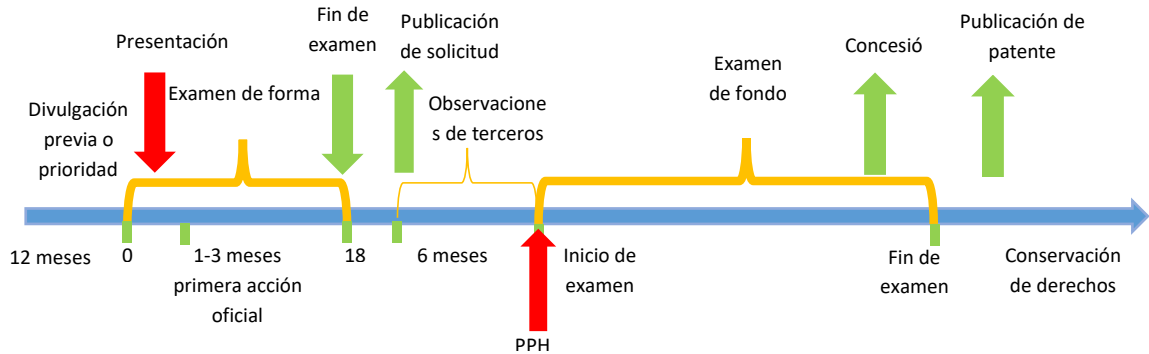 Presentación
Fin de
examen
Publicación
de solicitud
Examen
de fondo
Concesió
Publicación de
patente
Divulgación
previa o
prioridad
Examen de forma
Observacione
s de terceros
12 meses
0
1-3 meses
primera acción
oficial
18
6 meses
Inicio de
examen
Fin de
examen
Conservación
de derechos
PPH